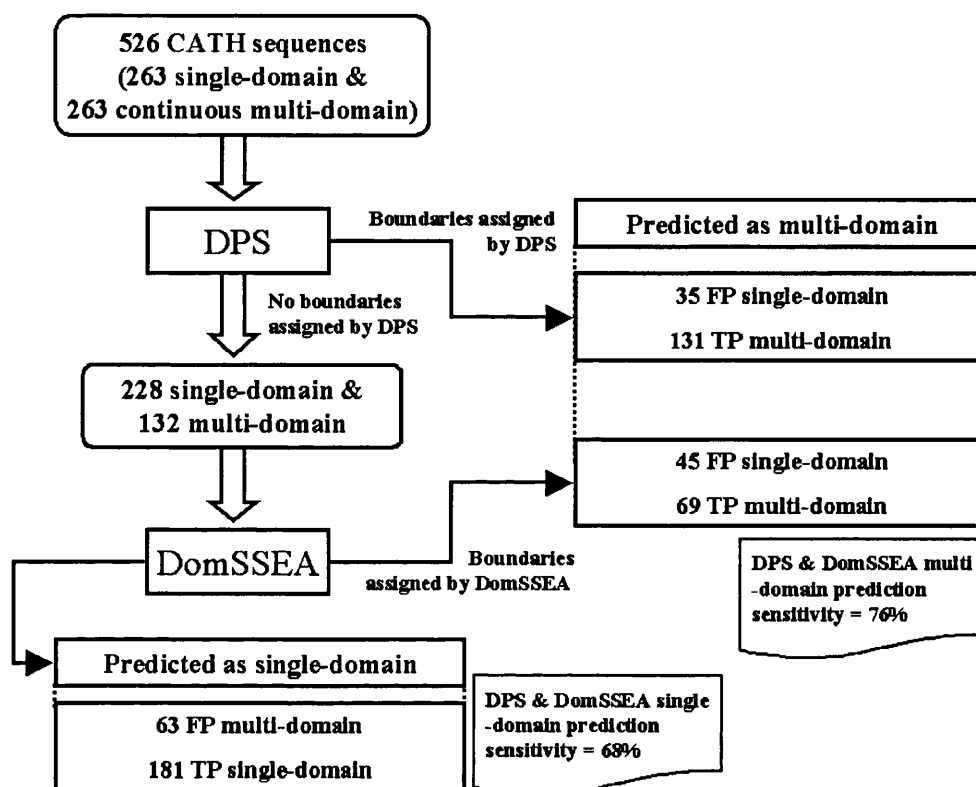 526 CATH sequences
(263 single-domain &
263 continuous multi-domain)
DPS
Boundaries assigned
by DPS
Predicted as multi-domain
35 FP single-domain
131 TP multi-domain
No boundaries
assigned by DPS
228 single-domain &
132 multi-domain
45 FP single-domain
69 TP multi-domain
DomSSEA
Boundaries
assigned by DomSSEA
DPS & DomSSEA multi
-domain prediction
sensitivity = 76%
Predicted as single-domain
63 FP multi-domain
181 TP single-domain
DPS & DomSSEA single
-domain prediction
sensitivity = 68%